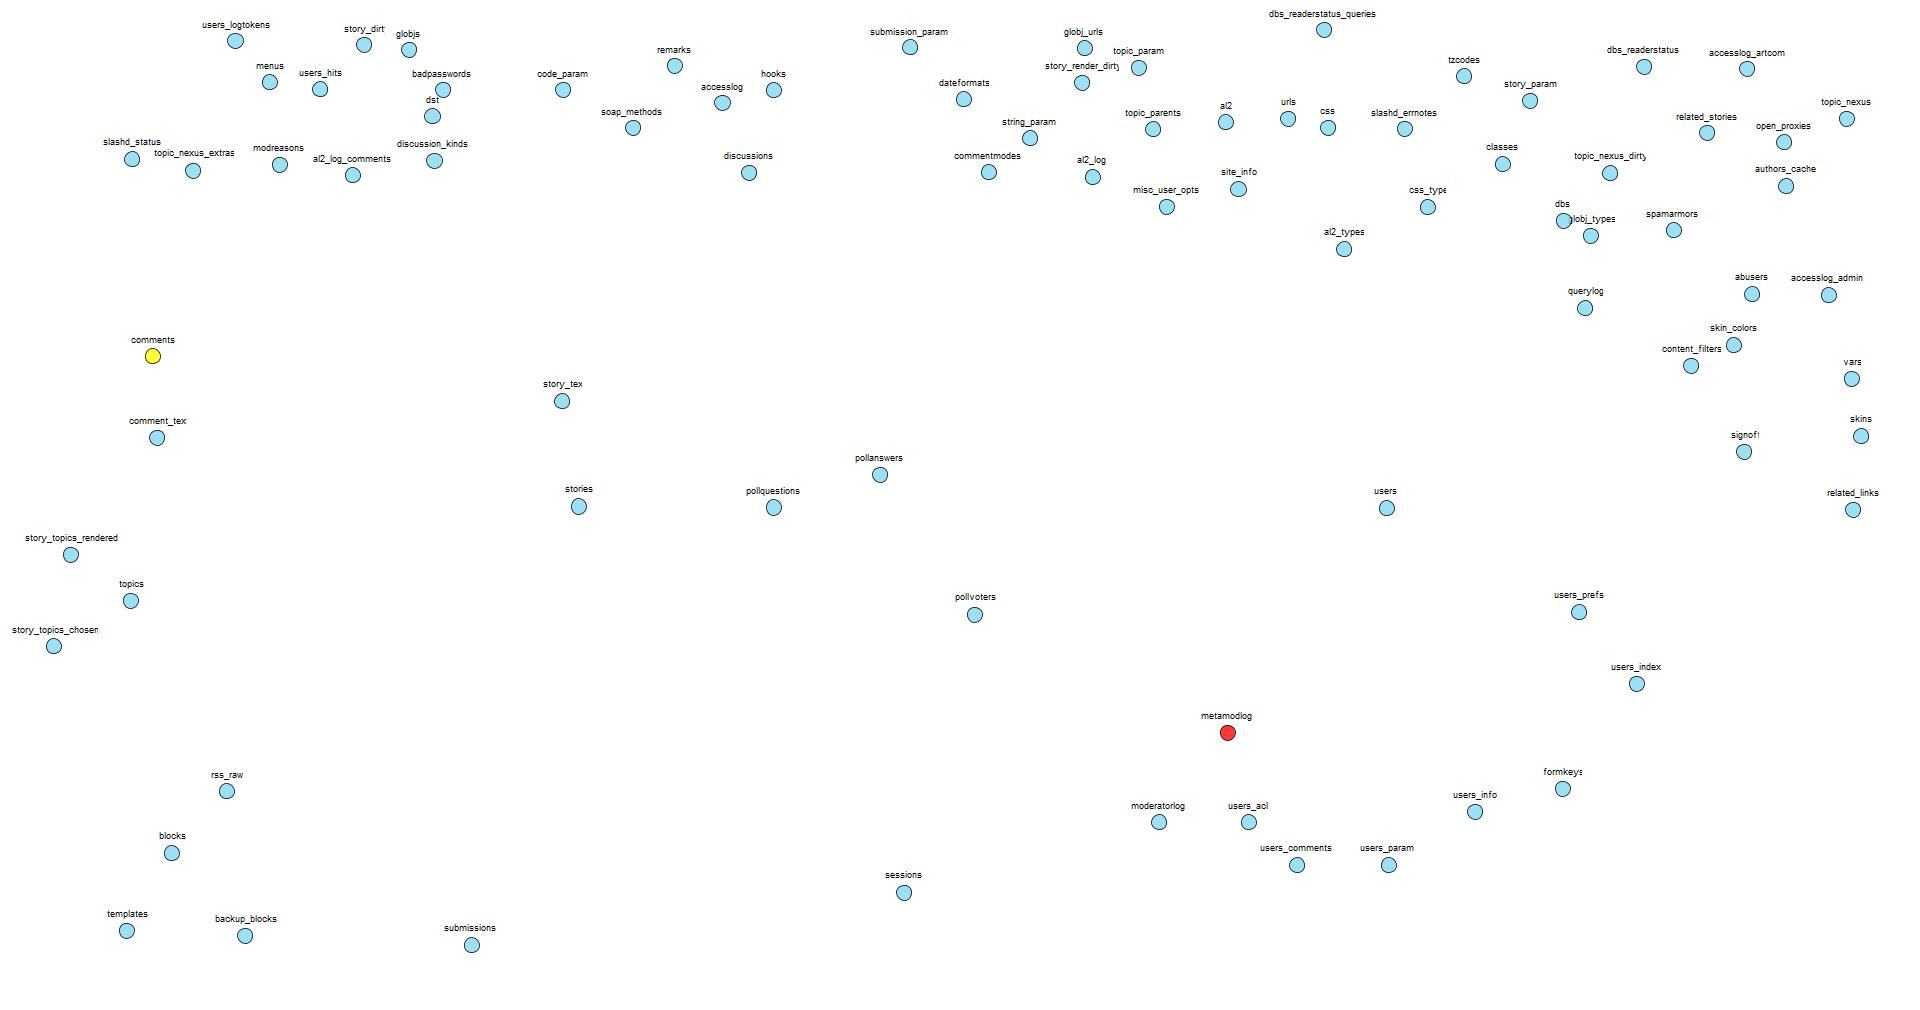 dbs_readerstatus_queries
users_logtokens
story_dirt
globjs
submission_param
globj_urls
topic_param
remarks
dbs_readerstatus
accesslog_artcom
tzcodes
menus
users_hits
badpasswords
code_param
hooks
story_render_dirty
dateformats
story_param
accesslog
dst
soap_methods
string_param
topic_parents
al2
urls
css
slashd_errnotes
related_stories
open_proxies
topic_nexus
slashd_status
topic_nexus_extras
modreasons
al2_log_comments
discussion_kinds
discussions
commentmodes
al2_log
classes
topic_nexus_dirty
authors_cache
misc_user_opts
site_info
css_type
dbs
globj_types
spamarmors
al2_types
abusers
accesslog_admin
querylog
skin_colors
comments
content_filters
vars
story_tex
comment_tex
skins
signoff
pollanswers
stories
pollquestions
users
related_links
story_topics_rendered
topics
pollvoters
users_prefs
story_topics_chosen
users_index
metamodlog
rss_raw
formkeys
moderatorlog
users_acl
users_info
blocks
users_comments
users_param
sessions
templates
backup_blocks
submissions